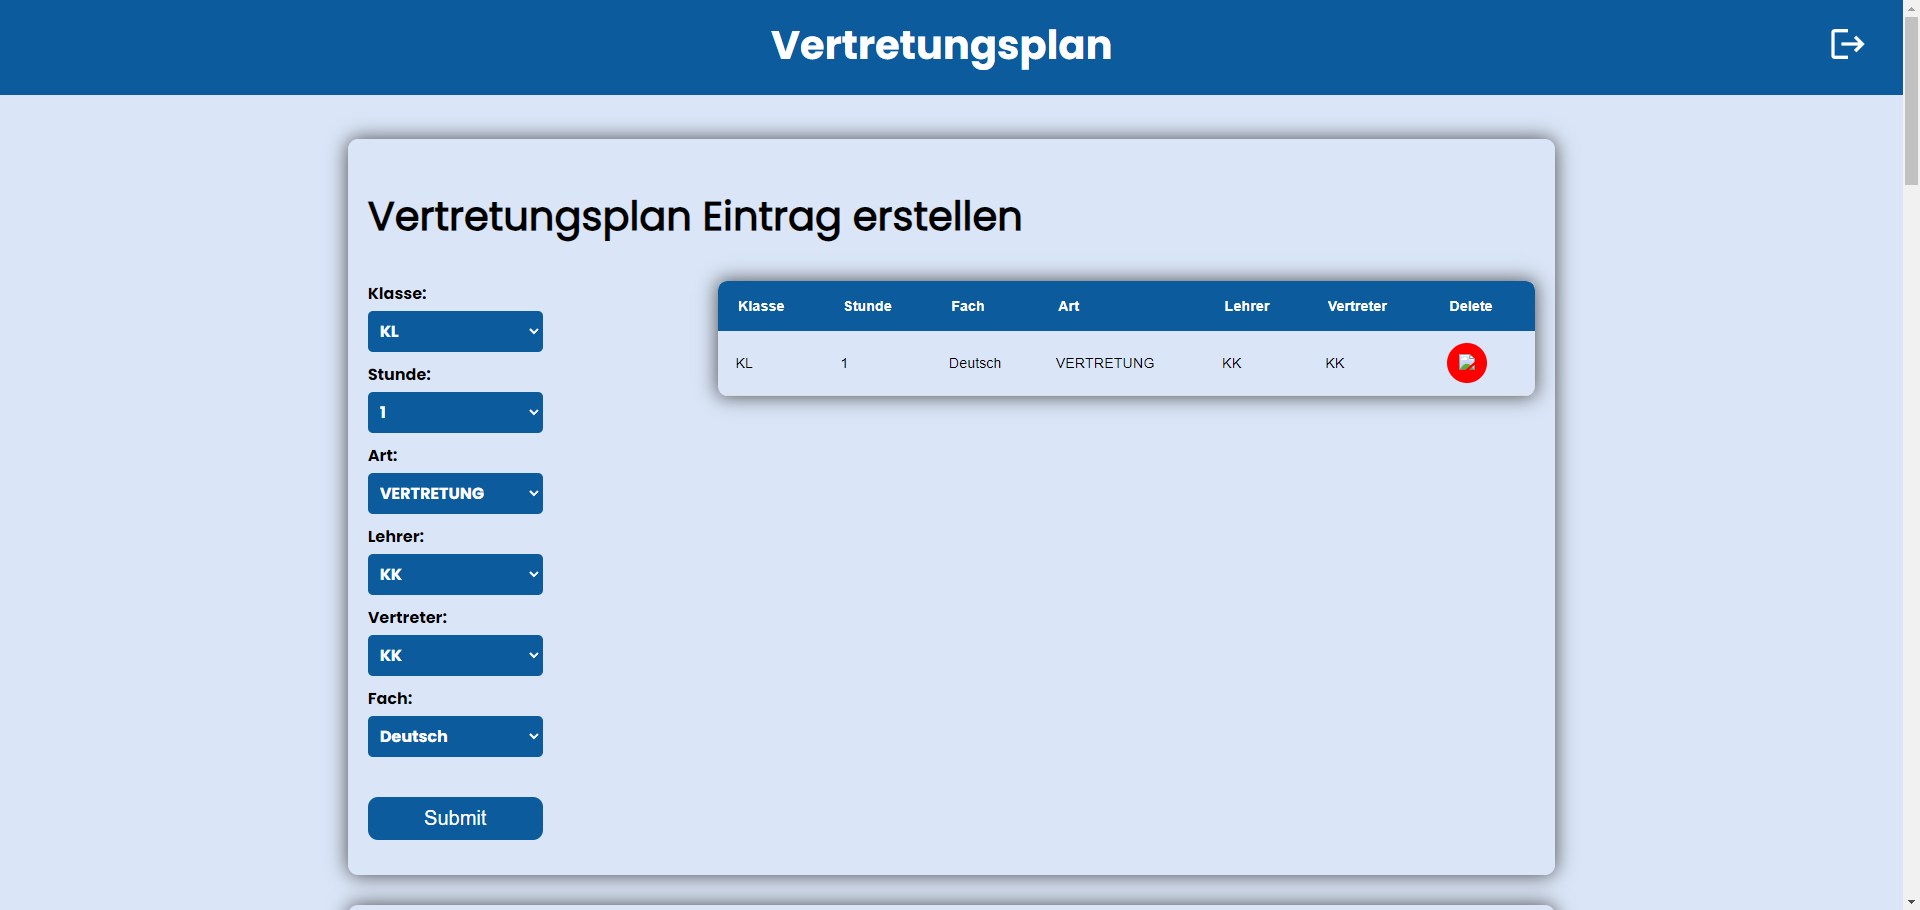 Vertretungsplan
Vertretungsplan Eintrag erstellen
Klasse:
KL
Stunde:
1
Art:
VERTRETUNG
Lehrer:
KK
Vertreter:
KK
Fach:
Deutsch
Submit
Klasse Stunde Fach Art Lehrer Vertreter Delete
KL 1 Deutsch VERTRETUNG KK KK